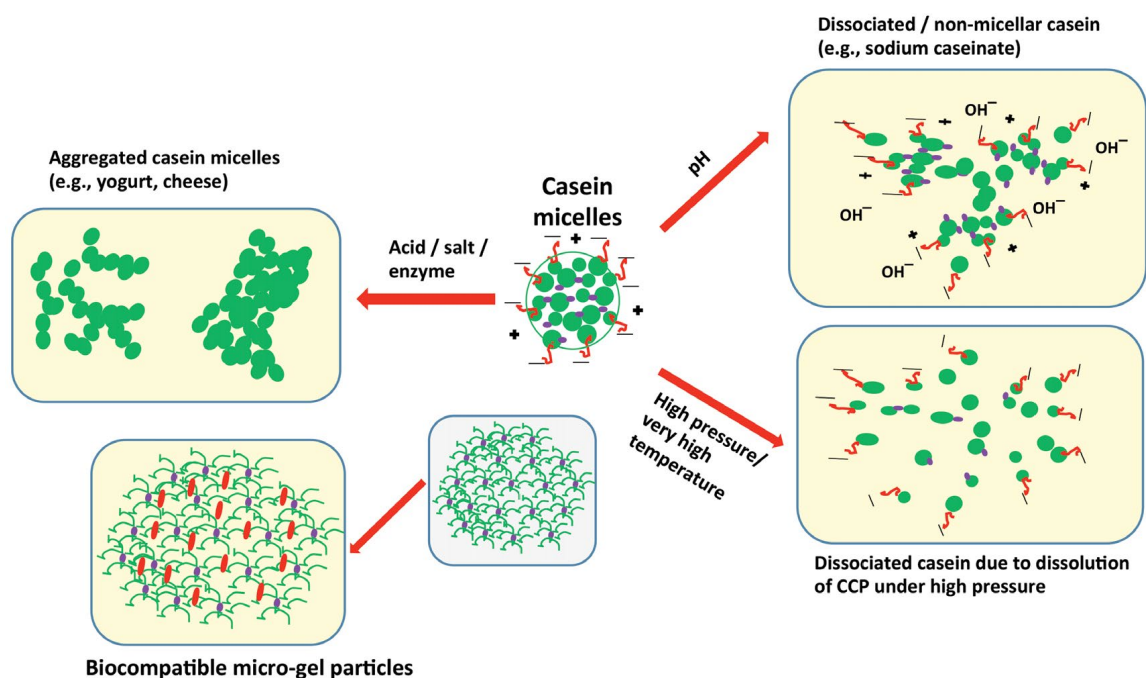 Dissociated / non-micellar casein
(e.g., sodium caseinate)
OH−
OH−
OH−
OH−
OH−
OH−
pH
Aggregated casein micelles
(e.g., yogurt, cheese)
Casein
micelles
Acid / salt /
enzyme
High pressure/
very high
temperature
Dissociated casein due to dissolution
of CCP under high pressure
Biocompatible micro-gel particles